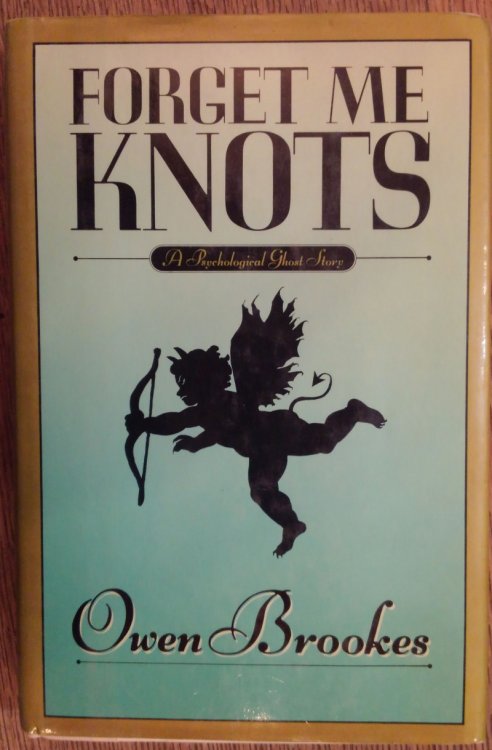 FORGET ME
KNOTS
A Psychological Ghost Story
Owen Brookes